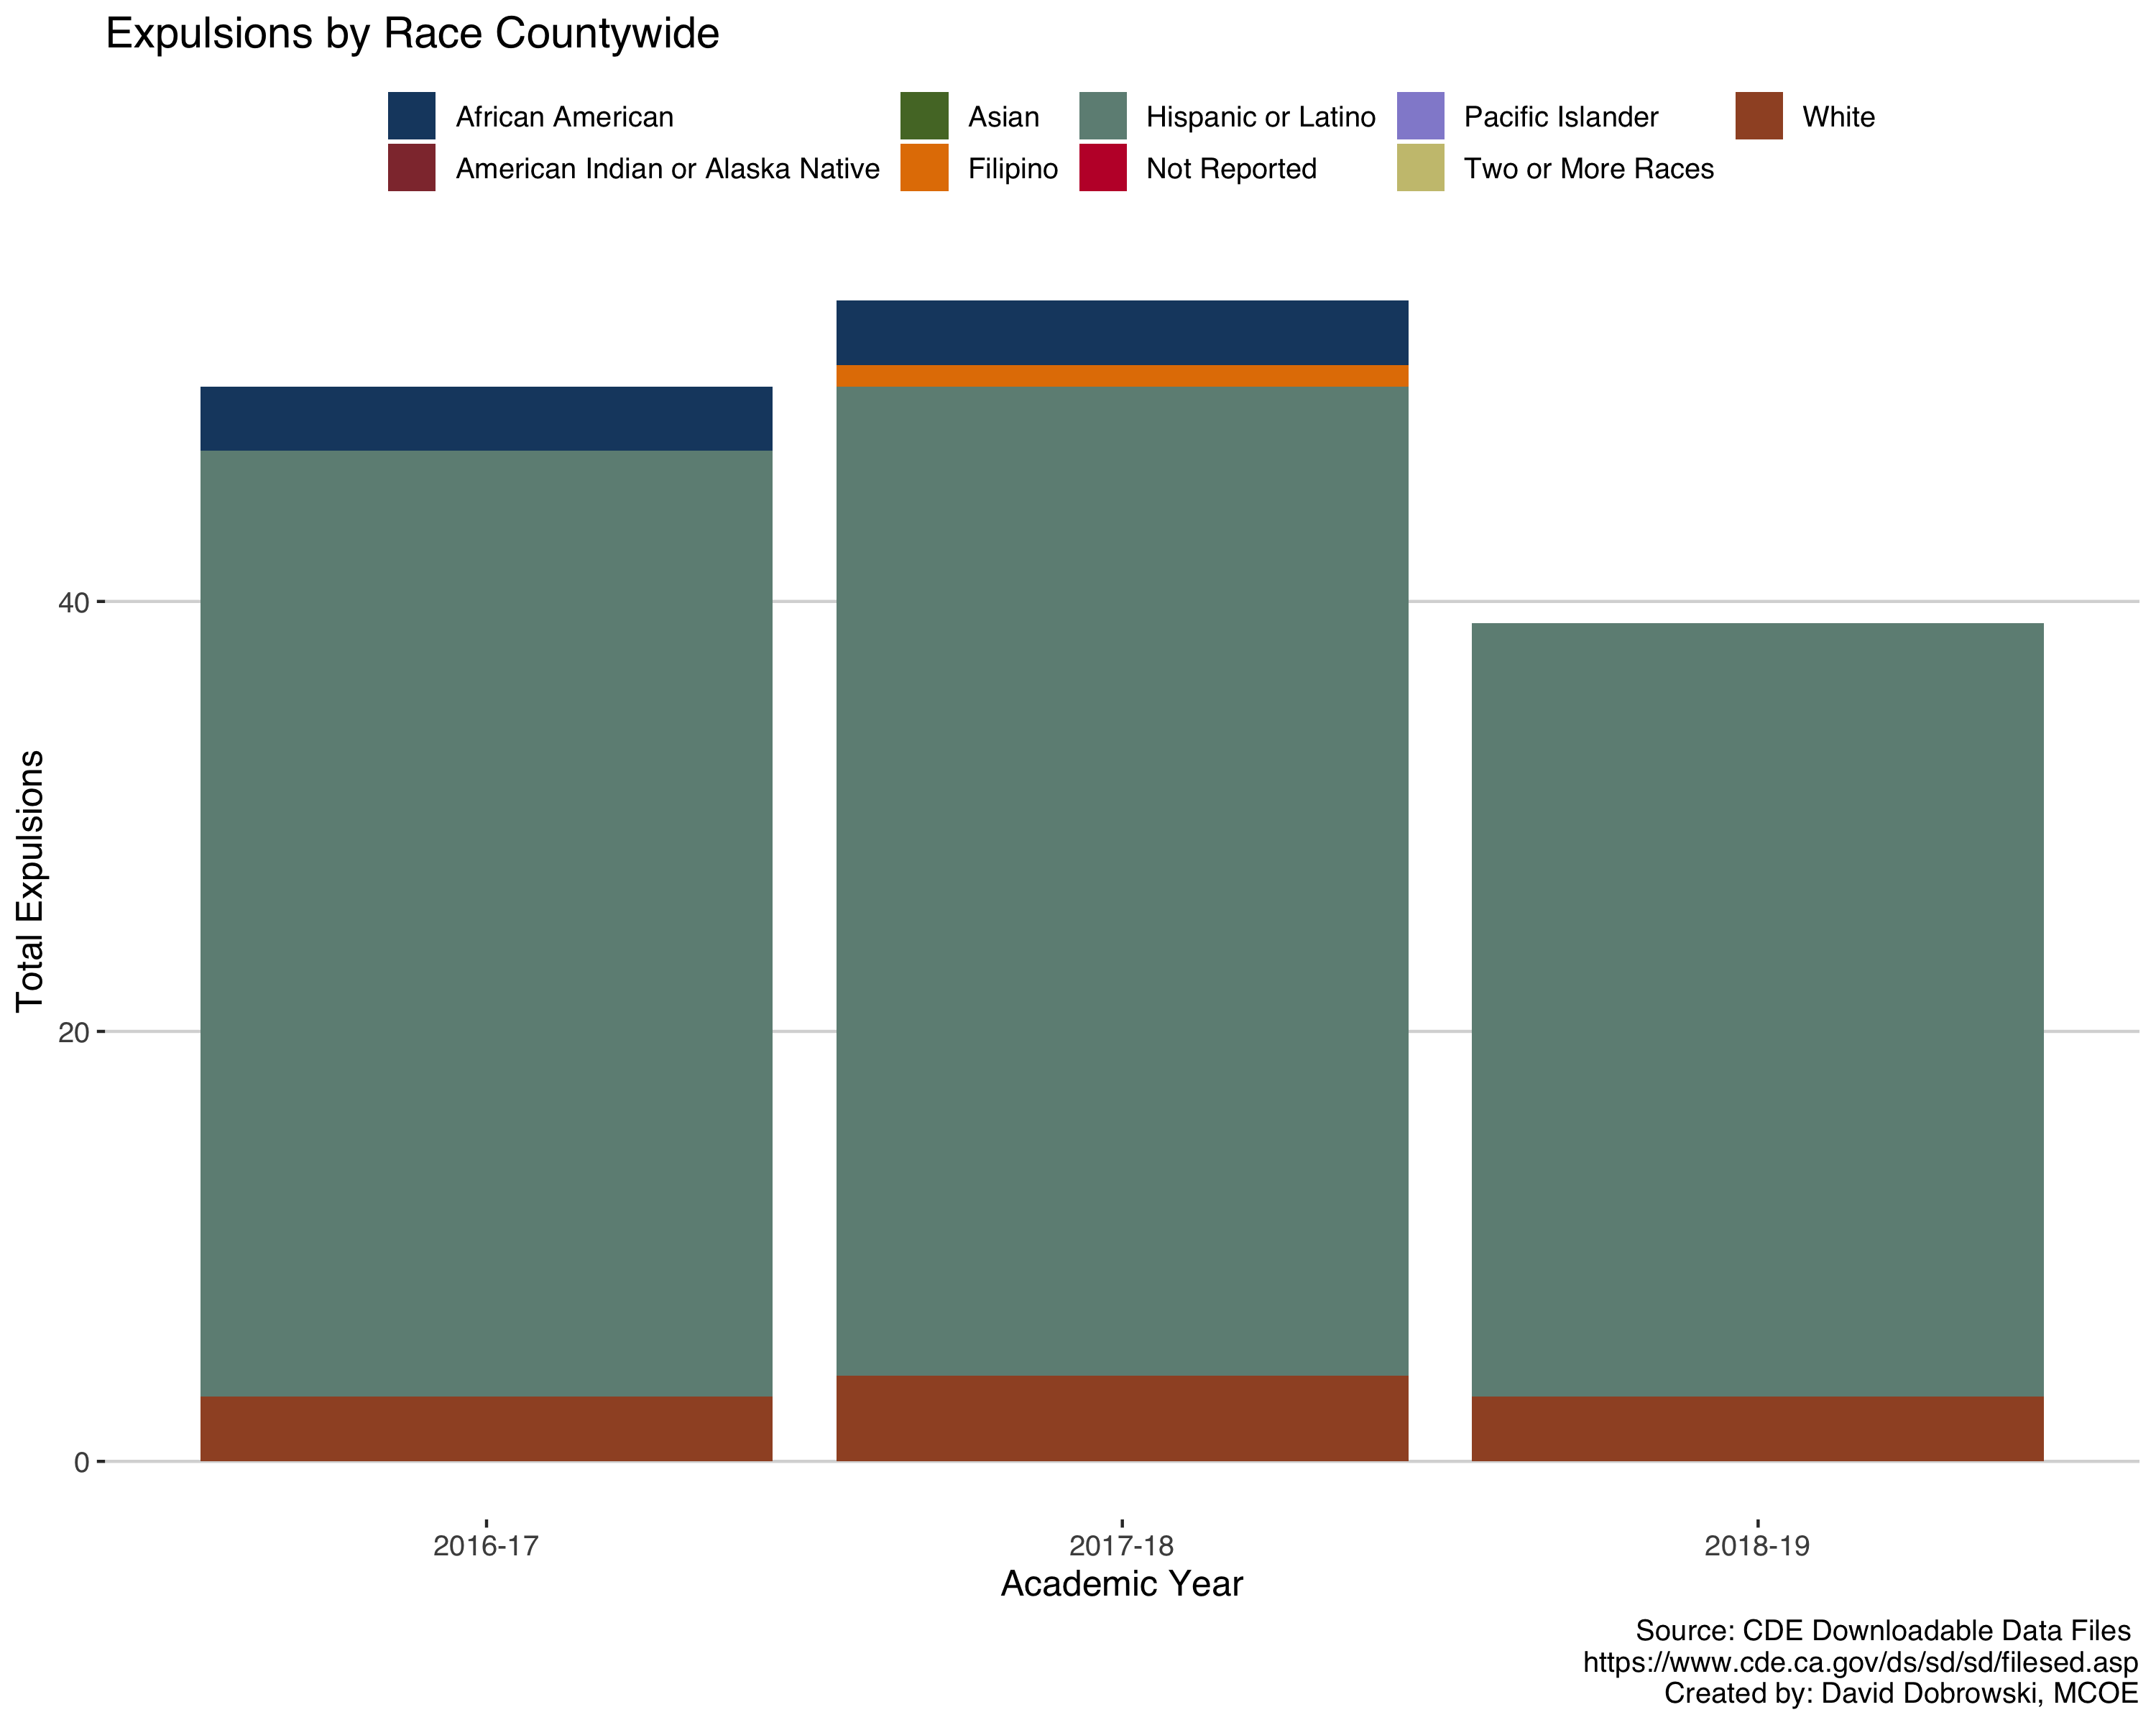 Expulsions by Race Countywide
African American Asian Hispanic or Latino Pacific Islander White
American Indian or Alaska Native Filipino Not Reported Two or More Races
Total Expulsions
40
20
0
2016-17 2017-18 2018-19
Academic Year
Source: CDE Downloadable Data Files
https://www.cde.ca.gov/ds/sd/sd/filesed.asp
Created by: David Dobrowski, MCOE